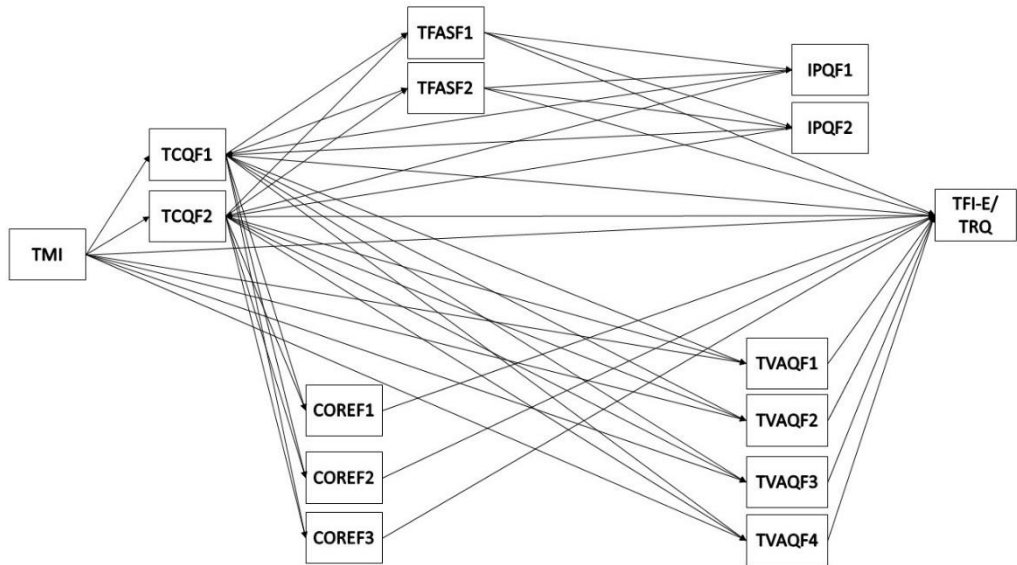 TFASF1
IPQF1
TFASF2
IPQF2
TCQF1
TCQF2
TFI-E/
TRQ
TMI
TVAQF1
COREF1
TVAQF2
COREF2
TVAQF3
COREF3
TVAQF4